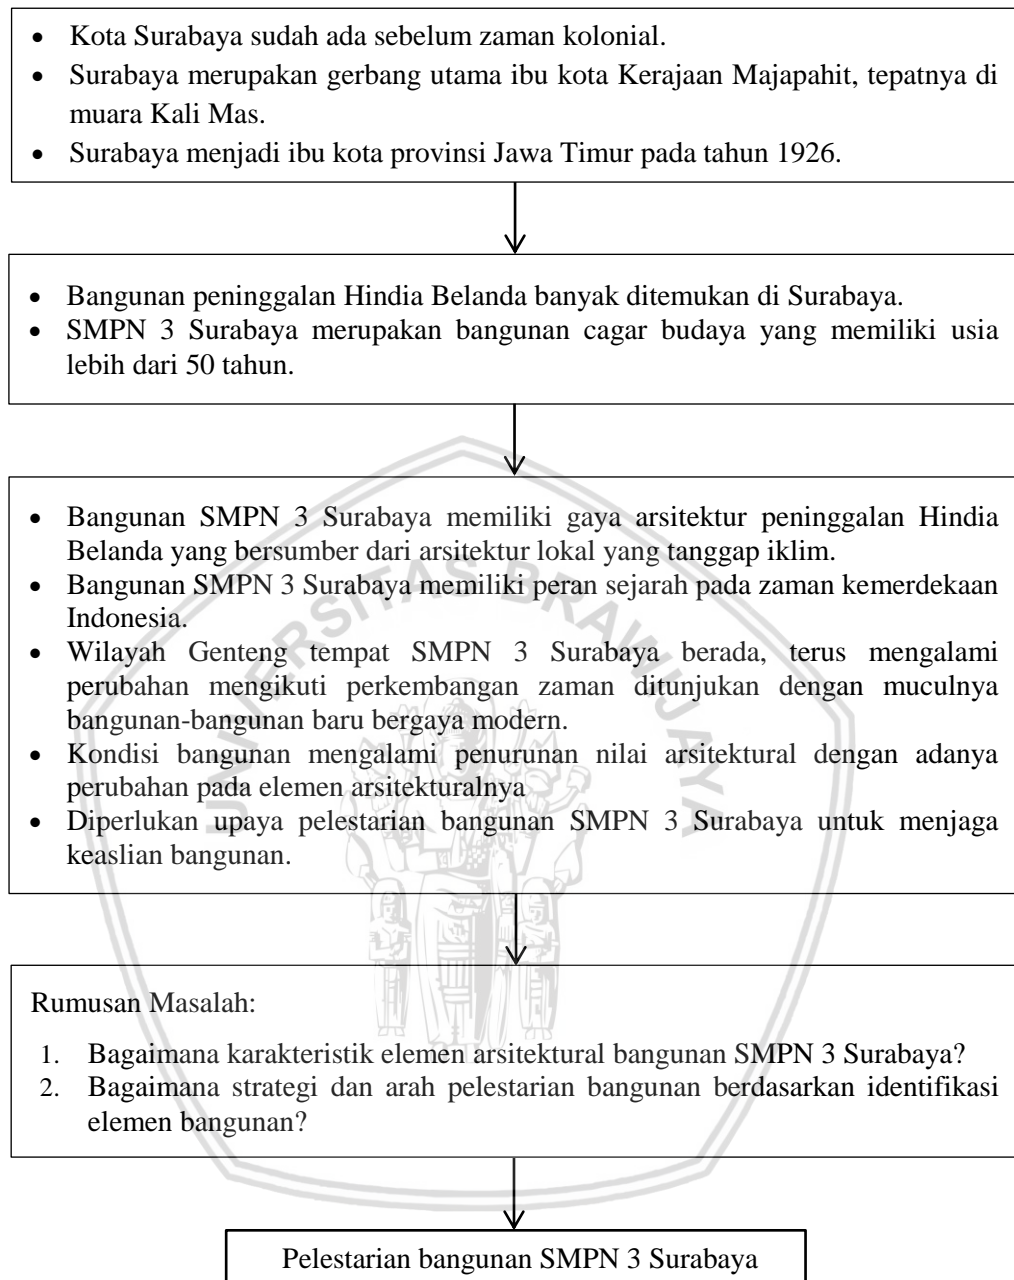 • Kota Surabaya sudah ada sebelum zaman kolonial.
• Surabaya merupakan gerbang utama ibu kota Kerajaan Majapahit, tepatnya di
muara Kali Mas.
• Surabaya menjadi ibu kota provinsi Jawa Timur pada tahun 1926.
• Bangunan peninggalan Hindia Belanda banyak ditemukan di Surabaya.
• SMPN 3 Surabaya merupakan bangunan cagar budaya yang memiliki usia
lebih dari 50 tahun.
• Bangunan SMPN 3 Surabaya memiliki gaya arsitektur peninggalan Hindia
Belanda yang bersumber dari arsitektur lokal yang tanggap iklim.
• Bangunan SMPN 3 Surabaya memiliki peran sejarah pada zaman kemerdekaan
Indonesia.
• Wilayah Genteng tempat SMPN 3 Surabaya berada, terus mengalami
perubahan mengikuti perkembangan zaman ditunjukan dengan muculnya
bangunan-bangunan baru bergaya modern.
• Kondisi bangunan mengalami penurunan nilai arsitektural dengan adanya
perubahan pada elemen arsitekturalnya
• Diperlukan upaya pelestarian bangunan SMPN 3 Surabaya untuk menjaga
keaslian bangunan.
Rumusan Masalah:
1. Bagaimana karakteristik elemen arsitektural bangunan SMPN 3 Surabaya?
2. Bagaimana strategi dan arah pelestarian bangunan berdasarkan identifikasi
elemen bangunan?
Pelestarian bangunan SMPN 3 Surabaya
UNIVERSITAS BRAWIJAYA